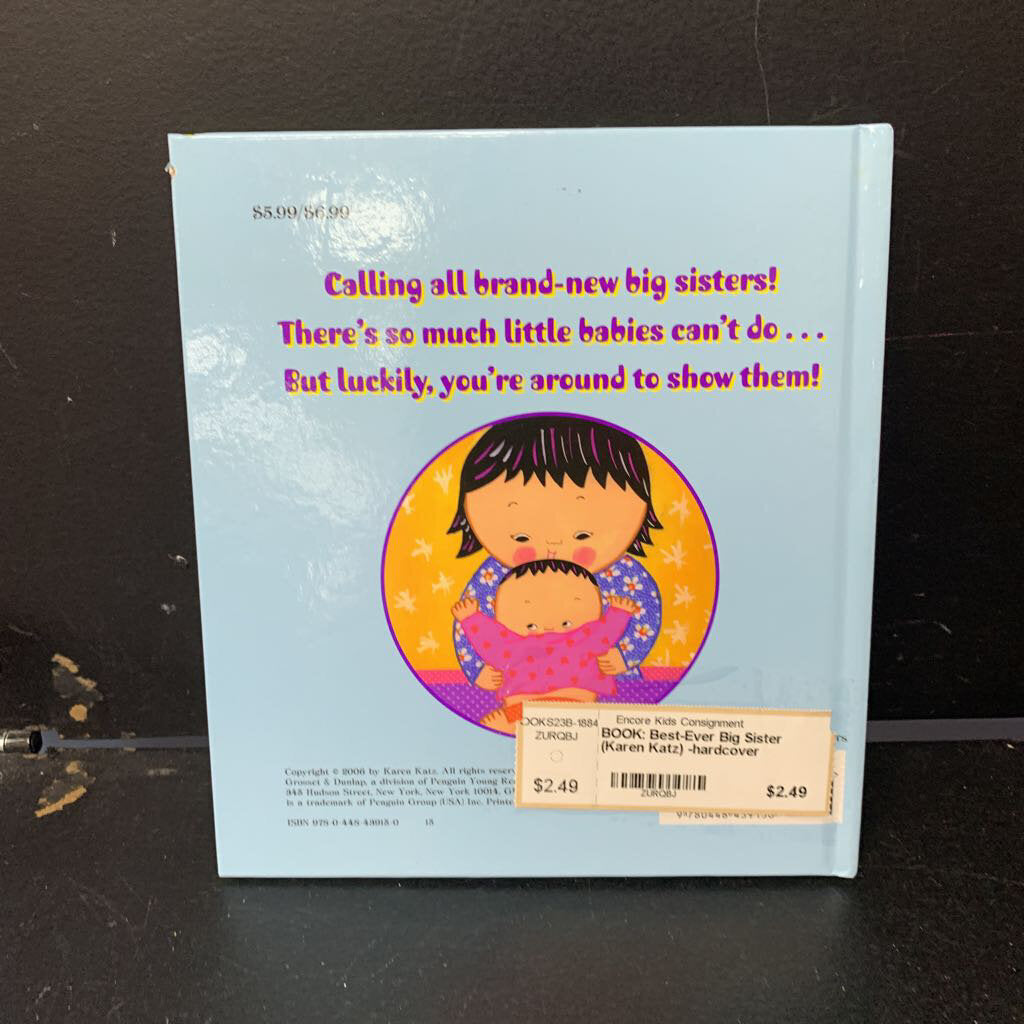 $5.99/$6.99
Calling all brand-new big sisters!
There's so much little babies can't do...
But luckily, you're around to show them!
OOKS23B-1884
ZURQBJ
$2.49
Encore Kids Consignment
BOOK: Best-Ever Big Sister
(Karen Katz) -hardcover
ZURQBJ
$2.49
Copyright © 2006 by Karen Katz. All rights
Grosset & Dunlap, a division of Penguin Young
345 Hudson Street, New York, New York 10014.
is a trademark of Penguin Group (USA) Inc.
ISBN 978-0-448-43915-0 15